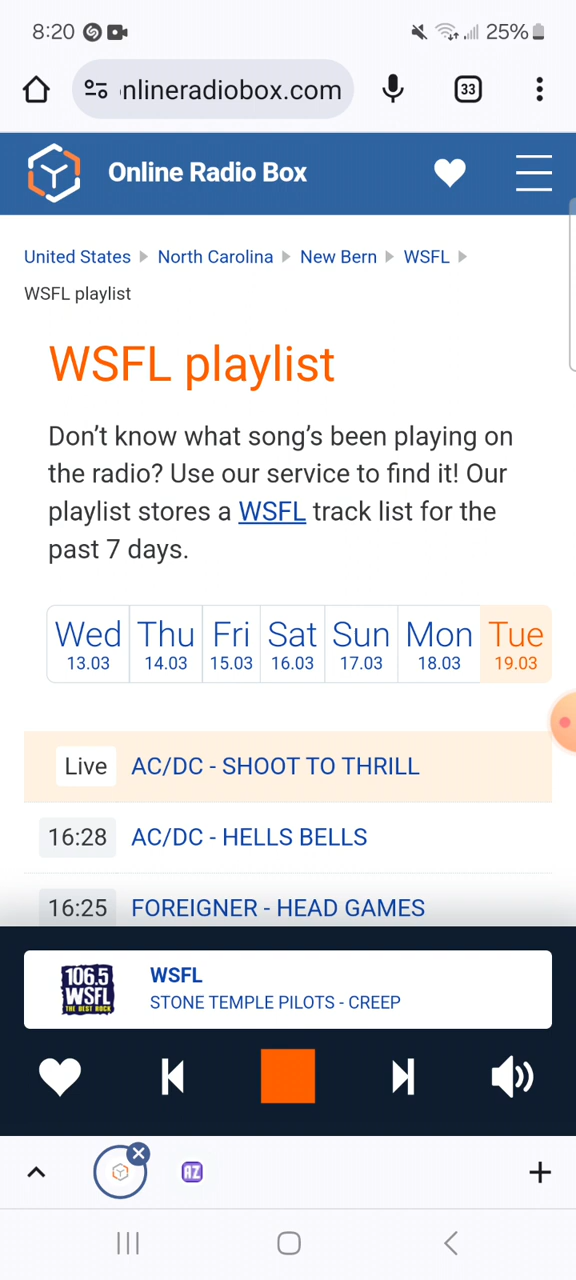 8:20 25%
nlineradiobox.com 33
Online Radio Box
United States North Carolina New Bern WSFL
WSFL playlist
WSFL playlist
Don’t know what song’s been playing on
the radio? Use our service to find it! Our
playlist stores a WSFL track list for the
past 7 days.
Wed Thu Fri Sat Sun Mon Tue
13.03 14.03 15.03 16.03 17.03 18.03 19.03
Live AC/DC - SHOOT TO THRILL
16:28 AC/DC - HELLS BELLS
16:25 FOREIGNER - HEAD GAMES
106.5
WSFL
THE BEST ROCK
WSFL
STONE TEMPLE PILOTS - CREEP
AZ